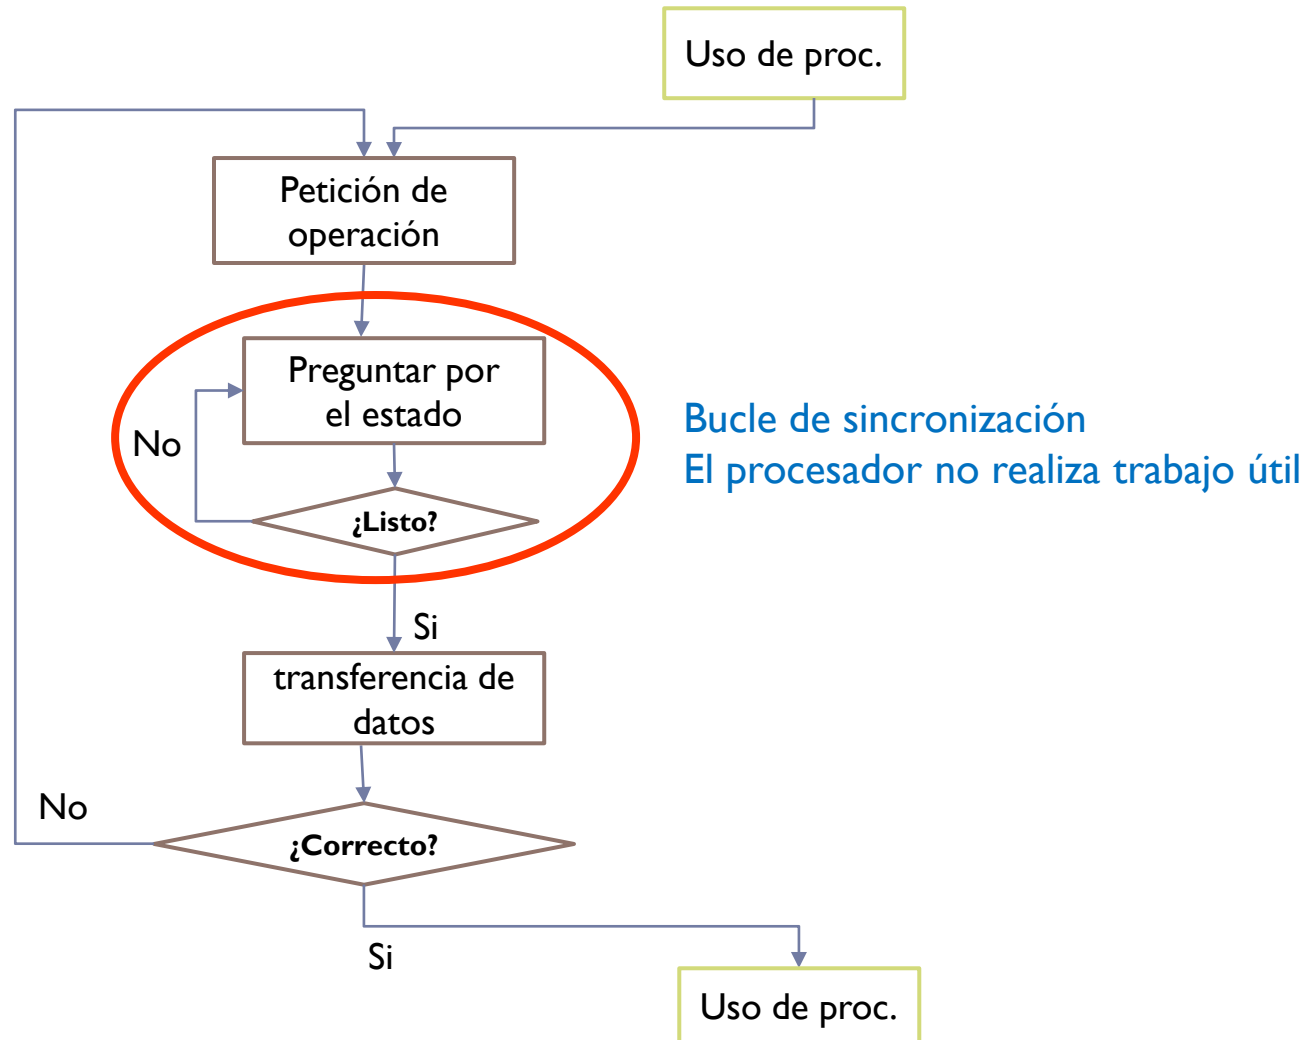 Uso de proc.
Petición de
operación
Preguntar por
el estado
No
¿Listo?
Bucle de sincronización
El procesador no realiza trabajo útil
Si
transferencia de
datos
No
¿Correcto?
Si
Uso de proc.